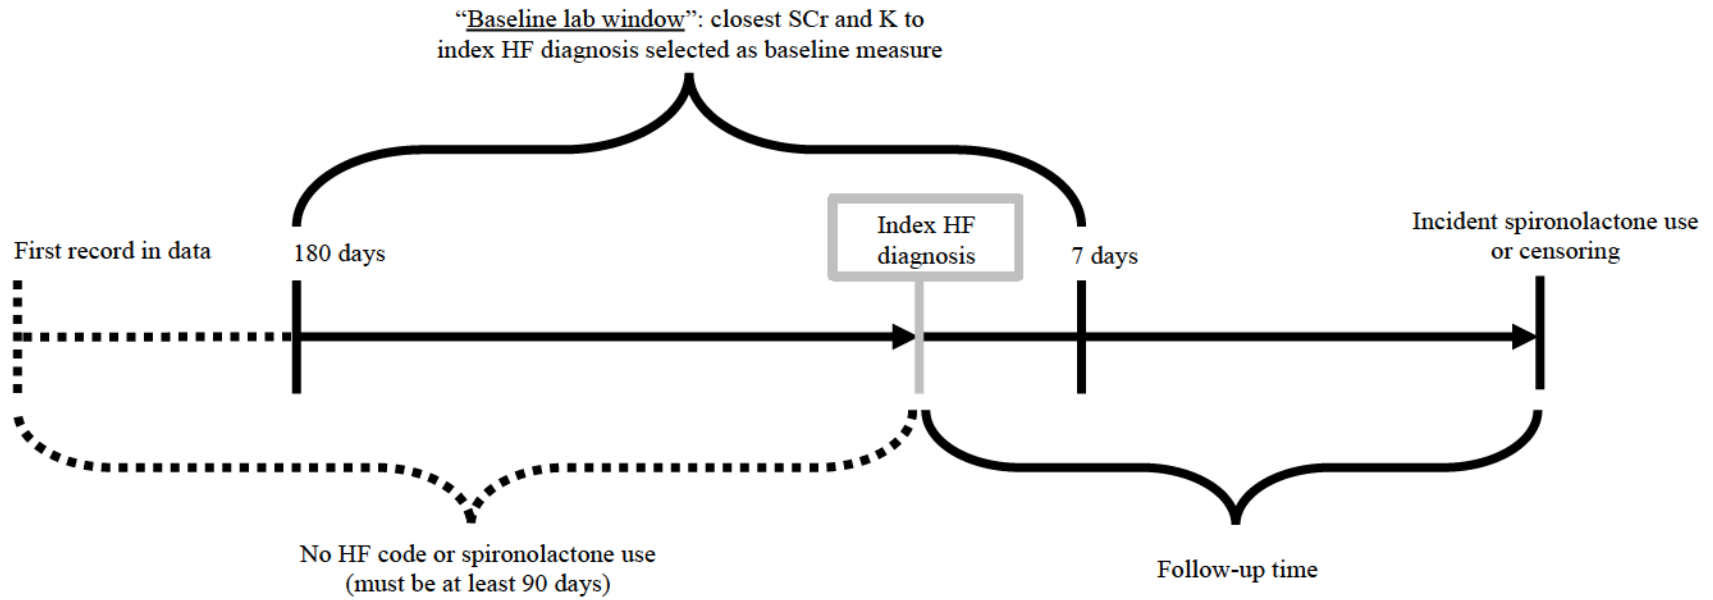 “Baseline lab window”: closest SCr and K to
index HF diagnosis selected as baseline measure
First record in data
180 days
Index HF
diagnosis
7 days
Incident spironolactone use
or censoring
No HF code or spironolactone use
(must be at least 90 days)
Follow-up time